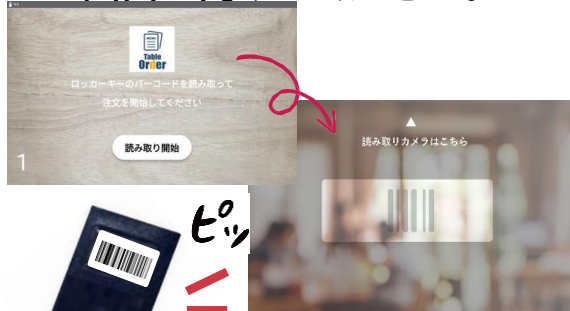 MENU
Table
Order
ロッカーキーのバーコードを読み取って
注文を開始してください
読み取り開始
1
▲
読み取りカメラはこちら
ピッ